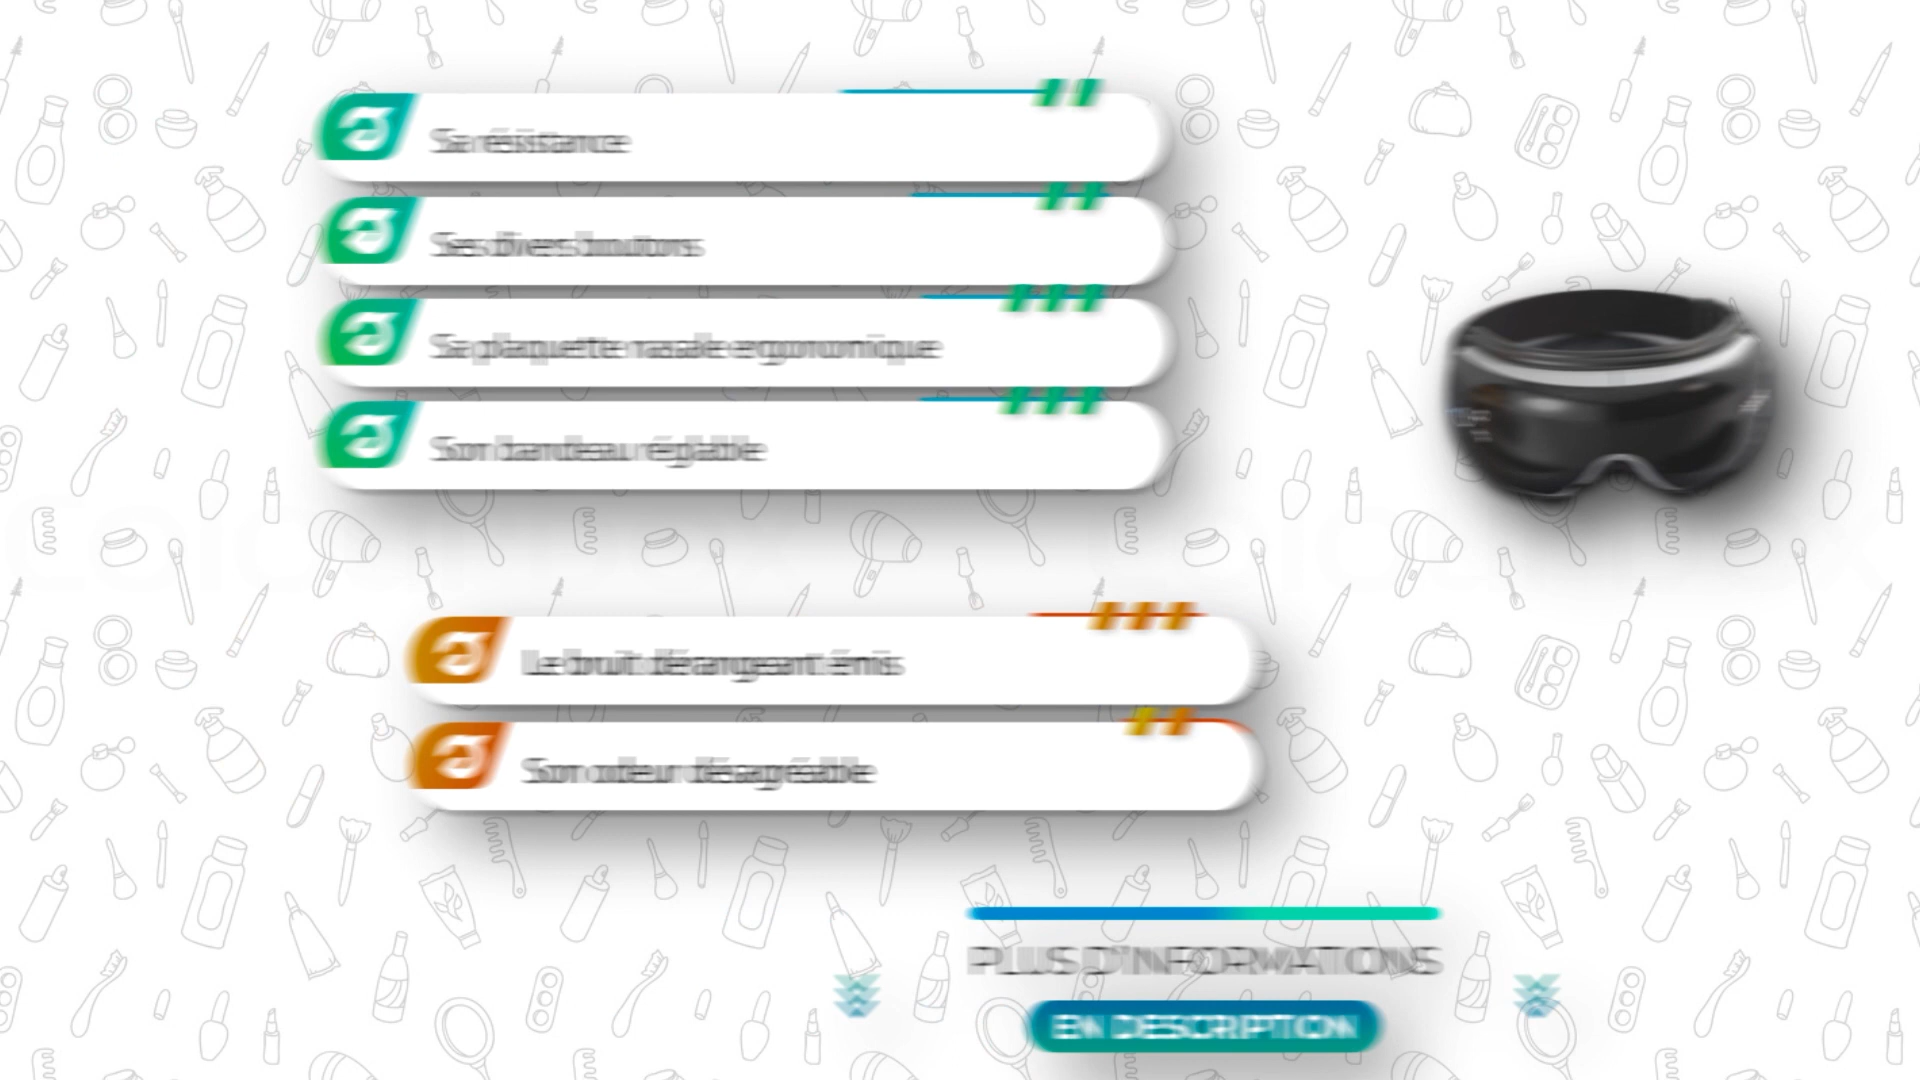 Sa résistance
Ses divers boutons
Sa plaquette nasale ergonomique
Son bandeau réglable
Le bruit dérangeant émis
Son odeur désagréable
PLUS D'INFORMATIONS
EN DESCRIPTION